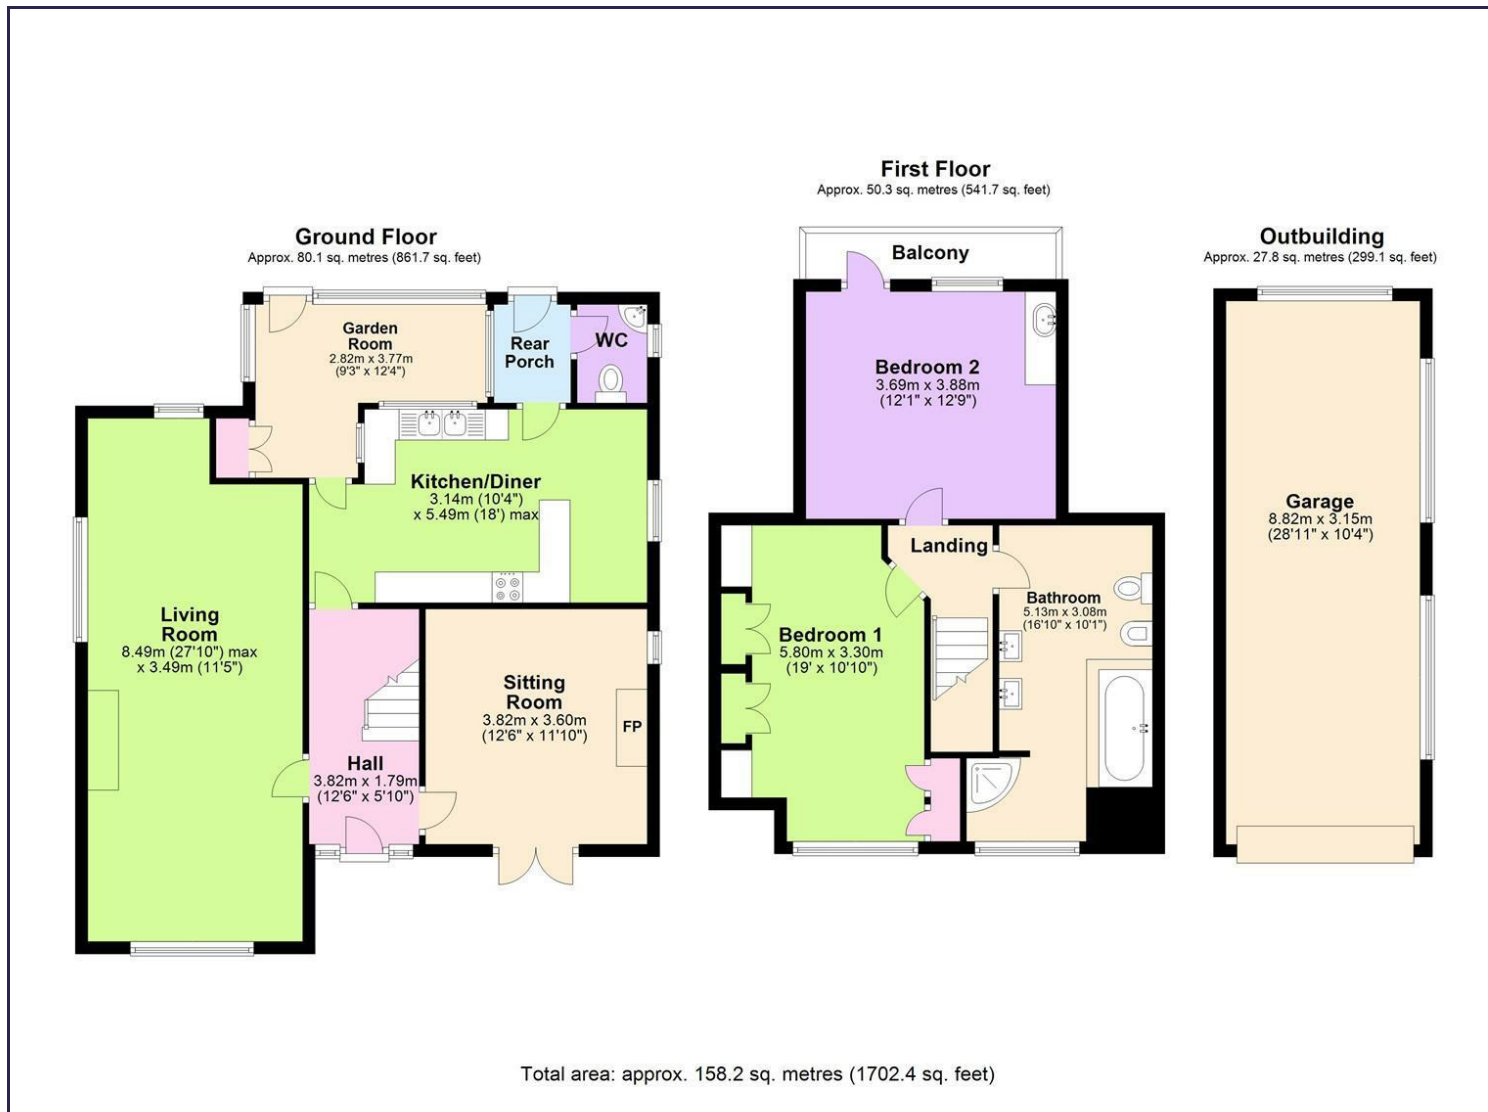 First Floor
Approx. 50.3 sq. metres (541.7 sq. feet)
Ground Floor
Approx. 80.1 sq. metres (861.7 sq. feet)
Outbuilding
Approx. 27.8 sq. metres (299.1 sq. feet)
Balcony
Garden
Room
2.82m x 3.77m
(9'3" x 12'4")
Rear
Porch
WC
Kitchen/Diner
3.14m (10'4")
x 5.49m (18') max
Living
Room
8.49m (27'10") max
x 3.49m (11'5")
Sitting
Room
3.82m x 3.60m
(12'6" x 11'10")
FP
Hall
3.82m x 1.79m
(12'6" x 5'10")
Bedroom 2
3.69m x 3.88m
(12'1" x 12'9")
Landing
Bathroom
5.13m x 3.08m
(16'10" x 10'1")
Bedroom 1
5.80m x 3.30m
(19' x 10'10")
Garage
8.82m x 3.15m
(28'11" x 10'4")
Total area: approx. 158.2 sq. metres (1702.4 sq. feet)